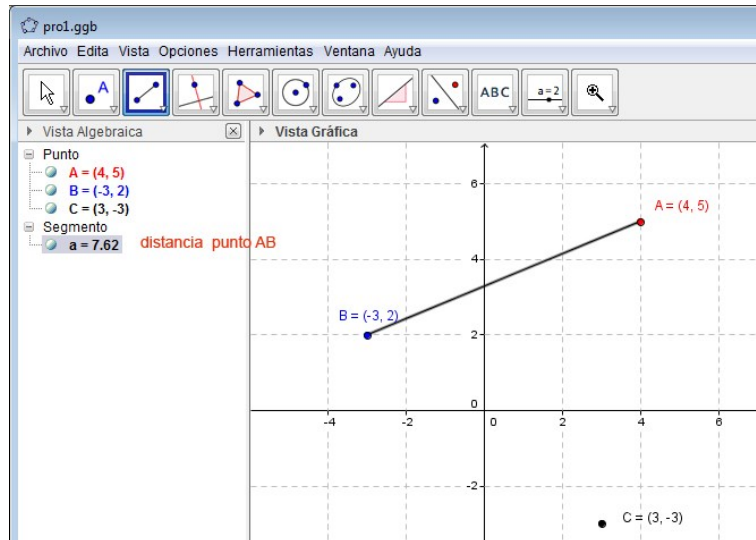 pro1.ggb
Archivo Edita Vista Opciones Herramientas Ventana Ayuda
A
ABC
a=2
Vista Algebraica
Vista Gráfica
Punto
A = (4, 5)
B = (-3, 2)
C = (3, -3)
Segmento
a = 7.62 distancia punto AB
6
A = (4, 5)
4
B = (-3, 2)
2
0
-4 -2 0 2 4 6
-2
C = (3, -3)